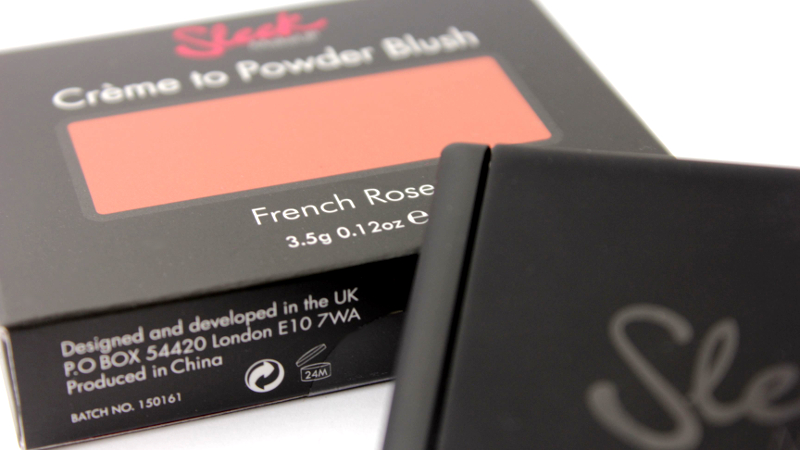 Sleek
Crème to Powder Blush
French Rose
3.5g 0.12oz ℮
Designed and developed in the UK
P.O BOX 54420 London E10 7WA
Produced in China
24M
BATCH NO. 150161
Sle